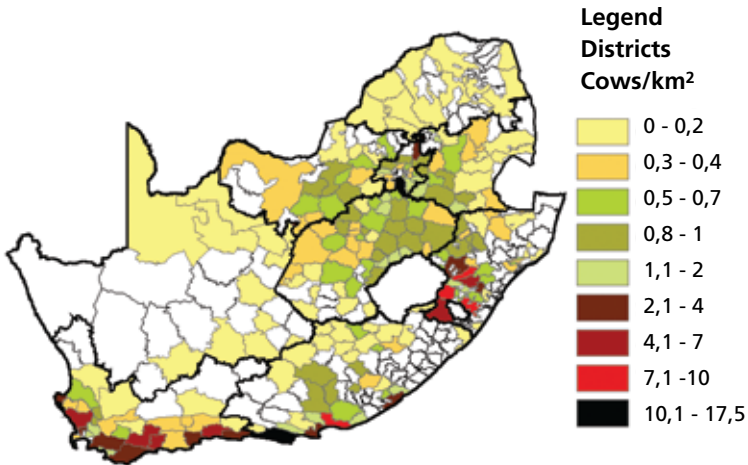 Legend
Districts
Cows/km²
0 - 0,2
0,3 - 0,4
0,5 - 0,7
0,8 - 1
1,1 - 2
2,1 - 4
4,1 - 7
7,1 -10
10,1 - 17,5